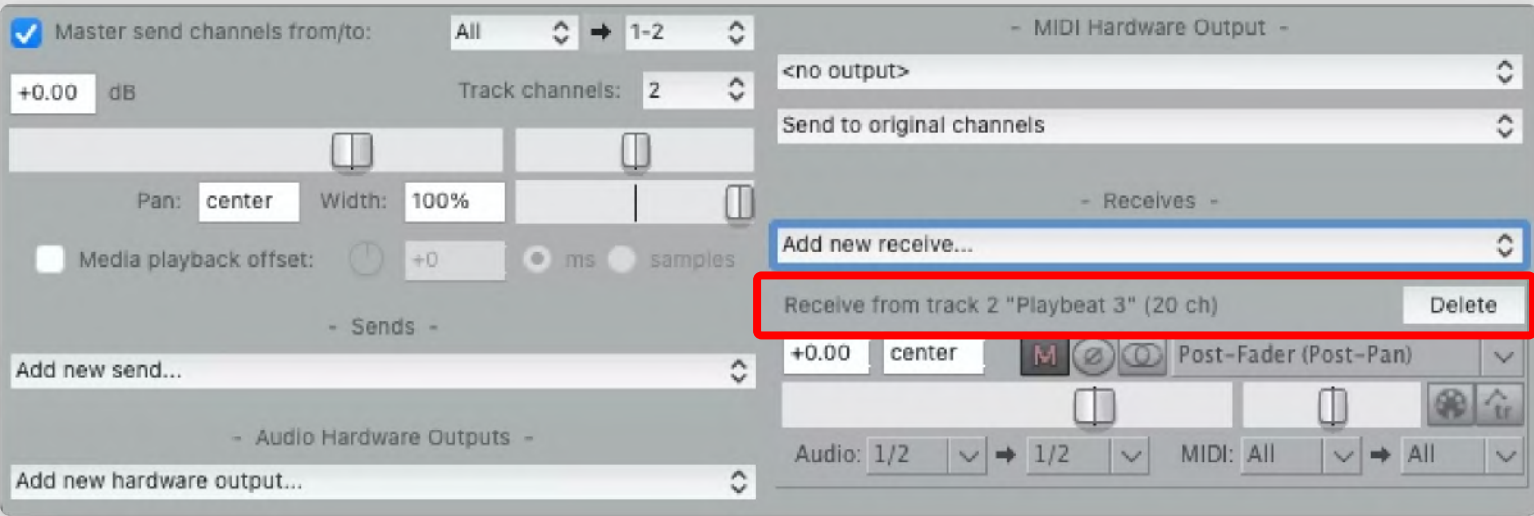 Master send channels from/to: All → 1-2
+0.00 dB Track channels: 2
Pan: center Width: 100%
Media playback offset: +0 ms samples
- Sends -
Add new send...
- Audio Hardware Outputs -
Add new hardware output...
- MIDI Hardware Output -
<no output>
Send to original channels
- Receives -
Add new receive...
Receive from track 2 "Playbeat 3" (20 ch) Delete
+0.00 center M Post-Fader (Post-Pan)
tr
Audio: 1/2 → 1/2 MIDI: All → All